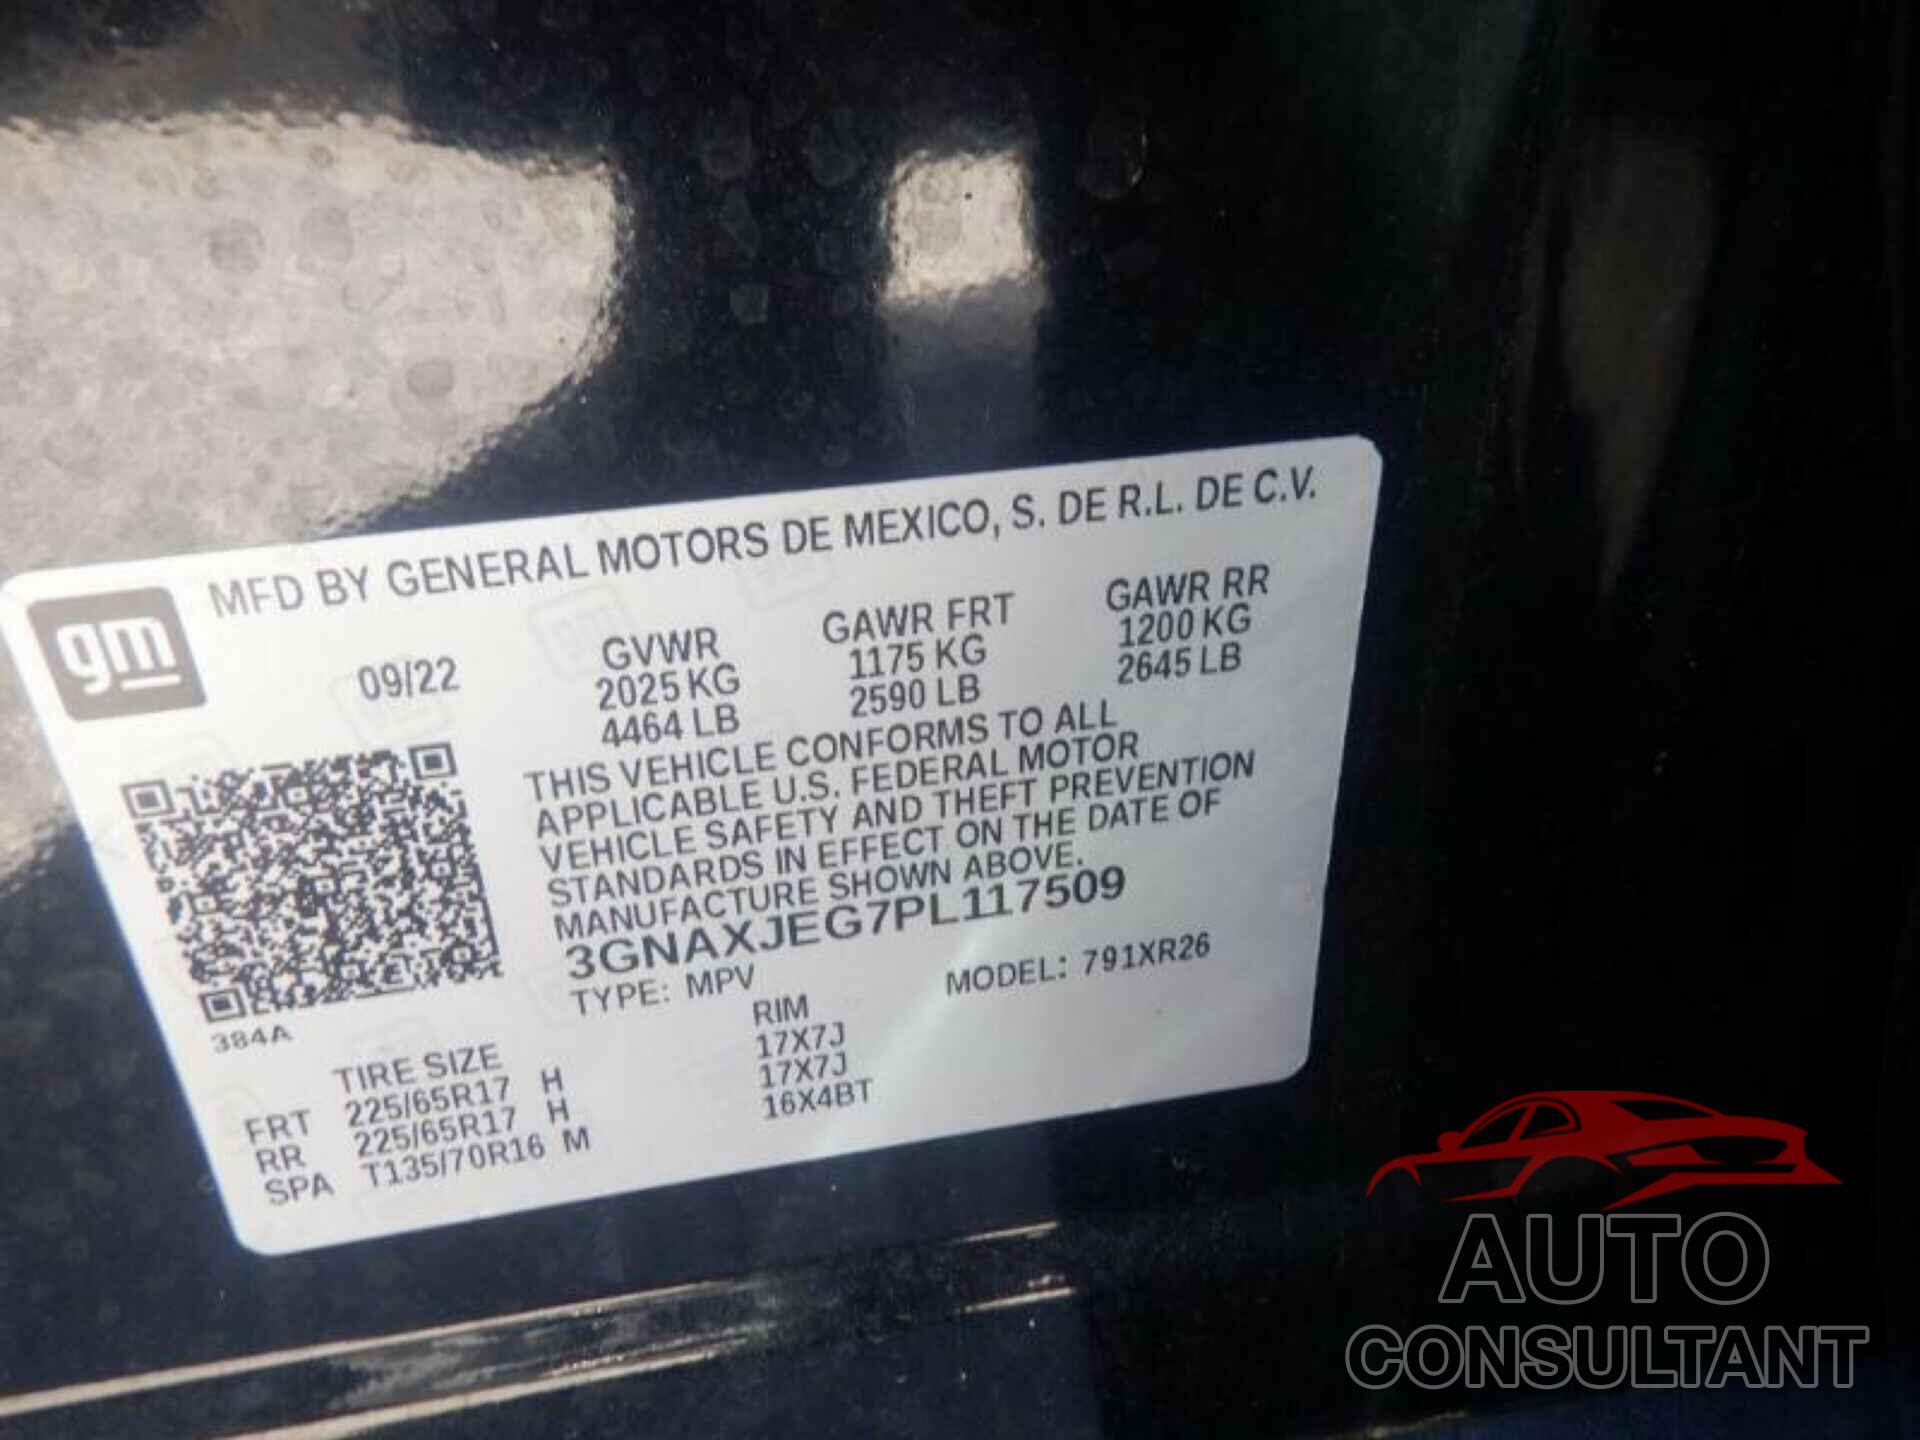 MFD BY GENERAL MOTORS DE MEXICO, S. DE R.L. DE C.V.
gm
09/22
GVWR
2025 KG
4464 LB
GAWR FRT
1175 KG
2590 LB
GAWR RR
1200 KG
2645 LB
THIS VEHICLE CONFORMS TO ALL
APPLICABLE U.S. FEDERAL MOTOR
VEHICLE SAFETY AND THEFT PREVENTION
STANDARDS IN EFFECT ON THE DATE OF
MANUFACTURE SHOWN ABOVE.
3GNAXJEG7PL117509
TYPE: MPV
MODEL: 791XR26
384A
TIRE SIZE RIM
FRT 225/65R17 H 17X7J
RR 225/65R17 H 17X7J
SPA T135/70R16 M 16X4BT
AUTO
CONSULTANT